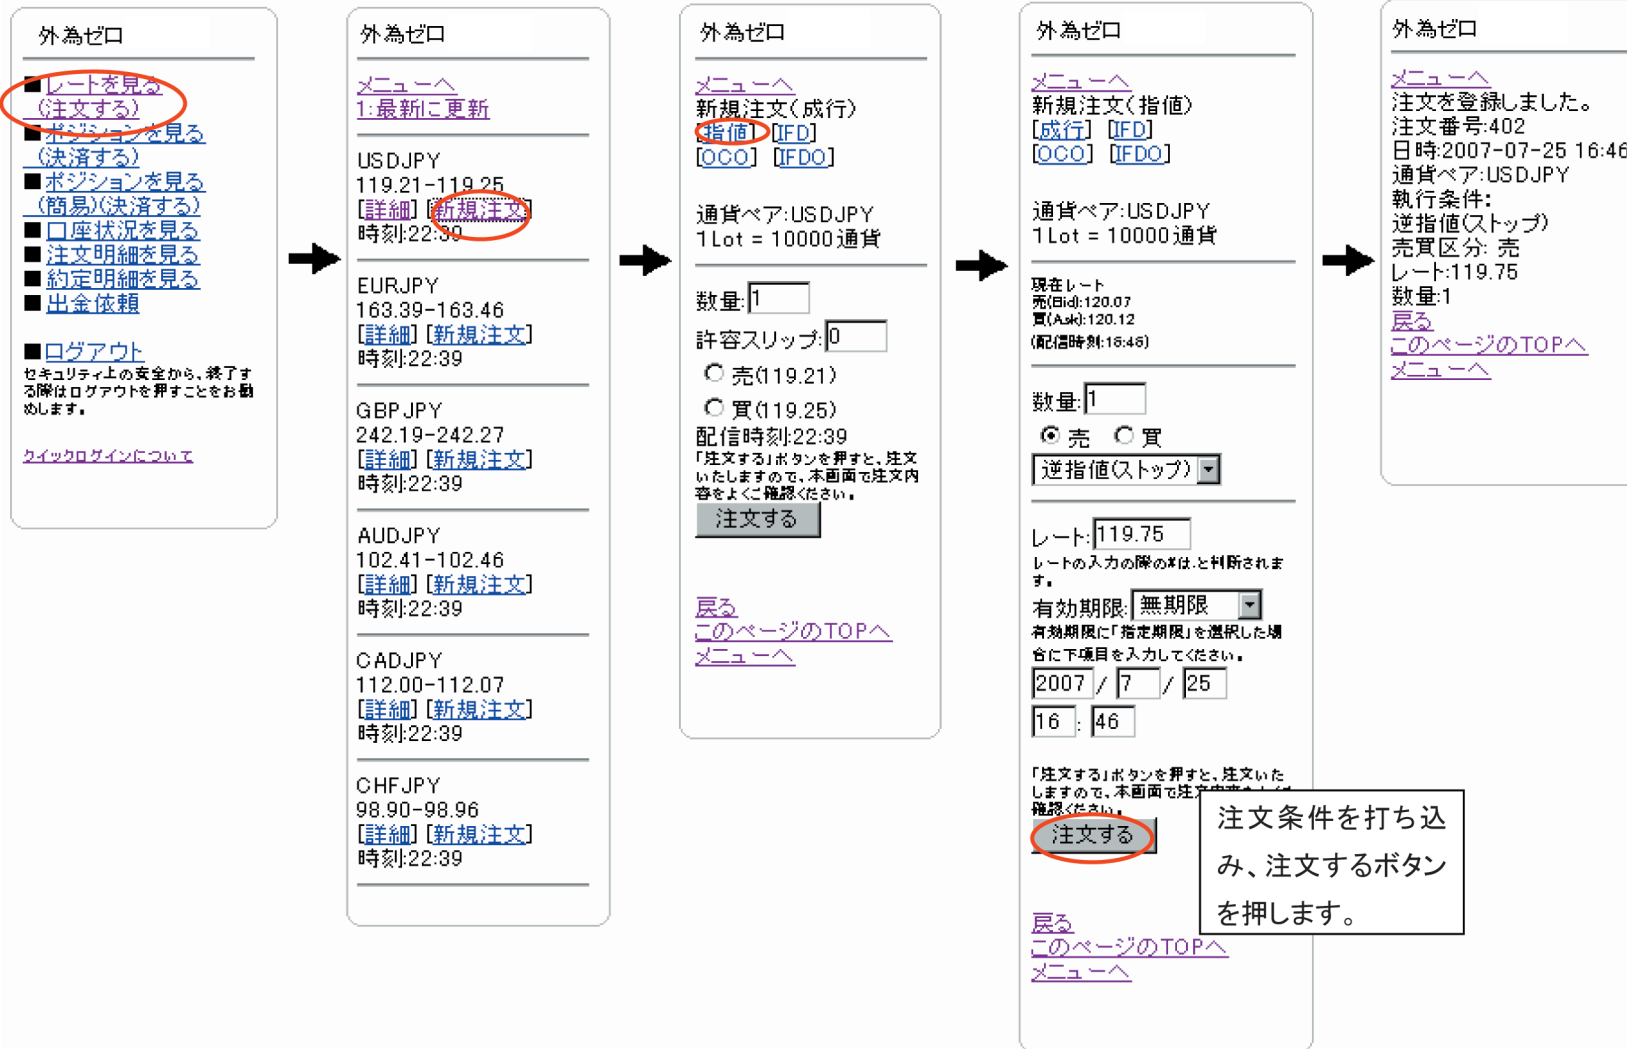 外為ゼロ
■レートを見る
(注文する)
■ポジションを見る
(決済する)
■ポジションを見る
(簡易)(決済する)
■口座状況を見る
■注文明細を見る
■約定明細を見る
■出金依頼
■ログアウト
セキュリティ上の安全から、終了す
る際はログアウトを押すことをお勧
めします。
クイックログインについて
外為ゼロ
メニューへ
1:最新に更新
USDJPY
119.21-119.25
[詳細] [新規注文]
時刻:22:39
EURJPY
163.39-163.46
[詳細] [新規注文]
時刻:22:39
GBPJPY
242.19-242.27
[詳細] [新規注文]
時刻:22:39
AUDJPY
102.41-102.46
[詳細] [新規注文]
時刻:22:39
CADJPY
112.00-112.07
[詳細] [新規注文]
時刻:22:39
CHFJPY
98.90-98.96
[詳細] [新規注文]
時刻:22:39
外為ゼロ
メニューへ
新規注文(成行)
[指値] [IFD]
[OCO] [IFDO]
通貨ペア:USDJPY
1Lot = 10000通貨
数量:1
許容スリップ:0
売(119.21)
買(119.25)
配信時刻:22:39
「注文する」ボタンを押すと、注文
いたしますので、本画面で注文内
容をよくご確認ください。
注文する
戻る
このページのTOPへ
メニューへ
外為ゼロ
メニューへ
新規注文(指値)
[成行] [IFD]
[OCO] [IFDO]
通貨ペア:USDJPY
1Lot = 10000通貨
現在レート
売(Bid):120.07
買(Ask):120.12
(配信時刻:16:46)
数量:1
売 買
逆指値(ストップ)
レート:119.75
レートの入力の際の*は.と判断されま
す。
有効期限:無期限
有効期限に「指定期限」を選択した場
合に下項目を入力してください。
2007 / 7 / 25
16 : 46
「注文する」ボタンを押すと、注文いた
しますので、本画面で注
確認ください。
注文する
戻る
このページのTOPへ
メニューへ
注文条件を打ち込
み、注文するボタン
を押します。
外為ゼロ
メニューへ
注文を登録しました。
注文番号:402
日時:2007-07-25 16:46
通貨ペア:USDJPY
執行条件:
逆指値(ストップ)
売買区分: 売
レート:119.75
数量:1
戻る
このページのTOPへ
メニューへ